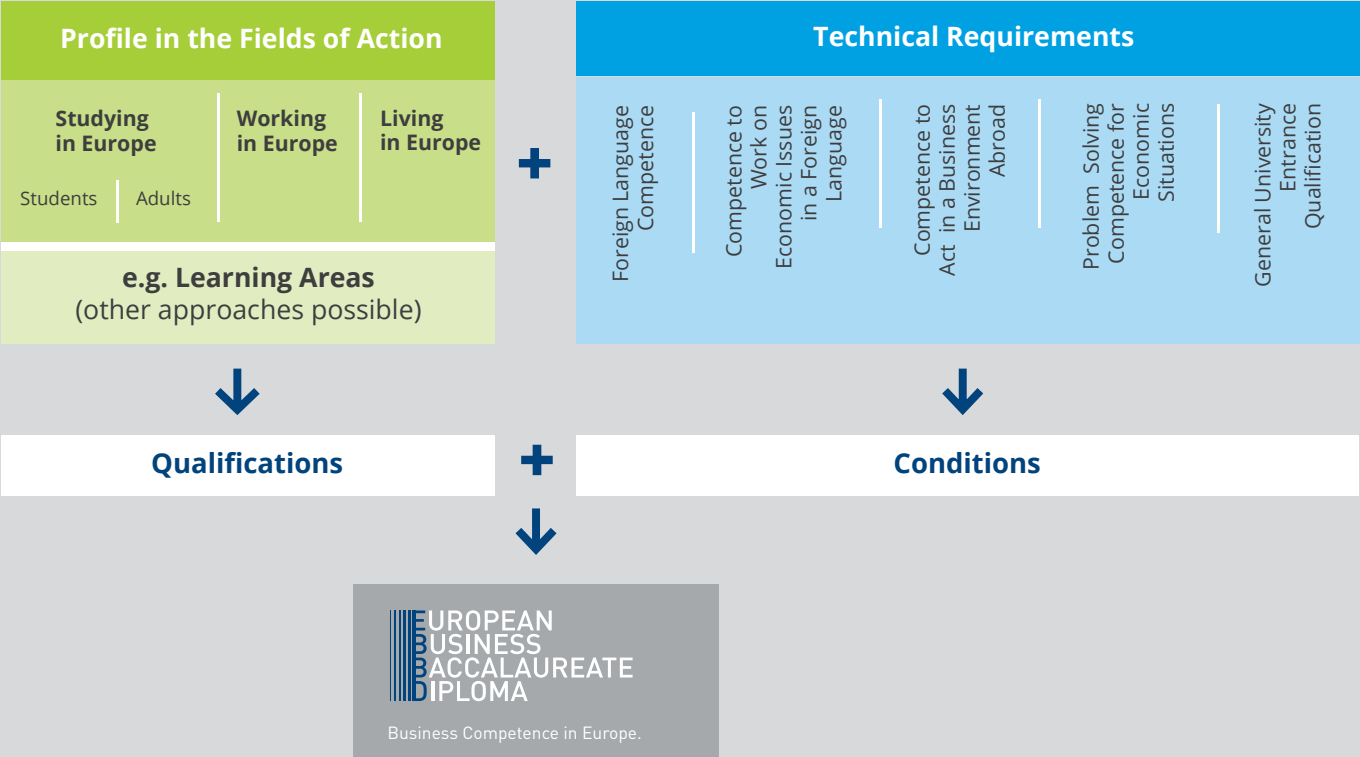 Profile in the Fields of Action
Studying
in Europe
Students
Adults
Working
in Europe
Living
in Europe
e.g. Learning Areas
(other approaches possible)
+
Technical Requirements
Foreign Language
Competence
Competence to
Work on
Economic Issues
in a Foreign
Language
Competence to
Act in a Business
Environment
Abroad
Problem Solving
Competence for
Economic
Situations
General University
Entrance
Qualification
Qualifications
+
Conditions
EUROPEAN
BUSINESS
BACCALAUREATE
DIPLOMA
Business Competence in Europe.